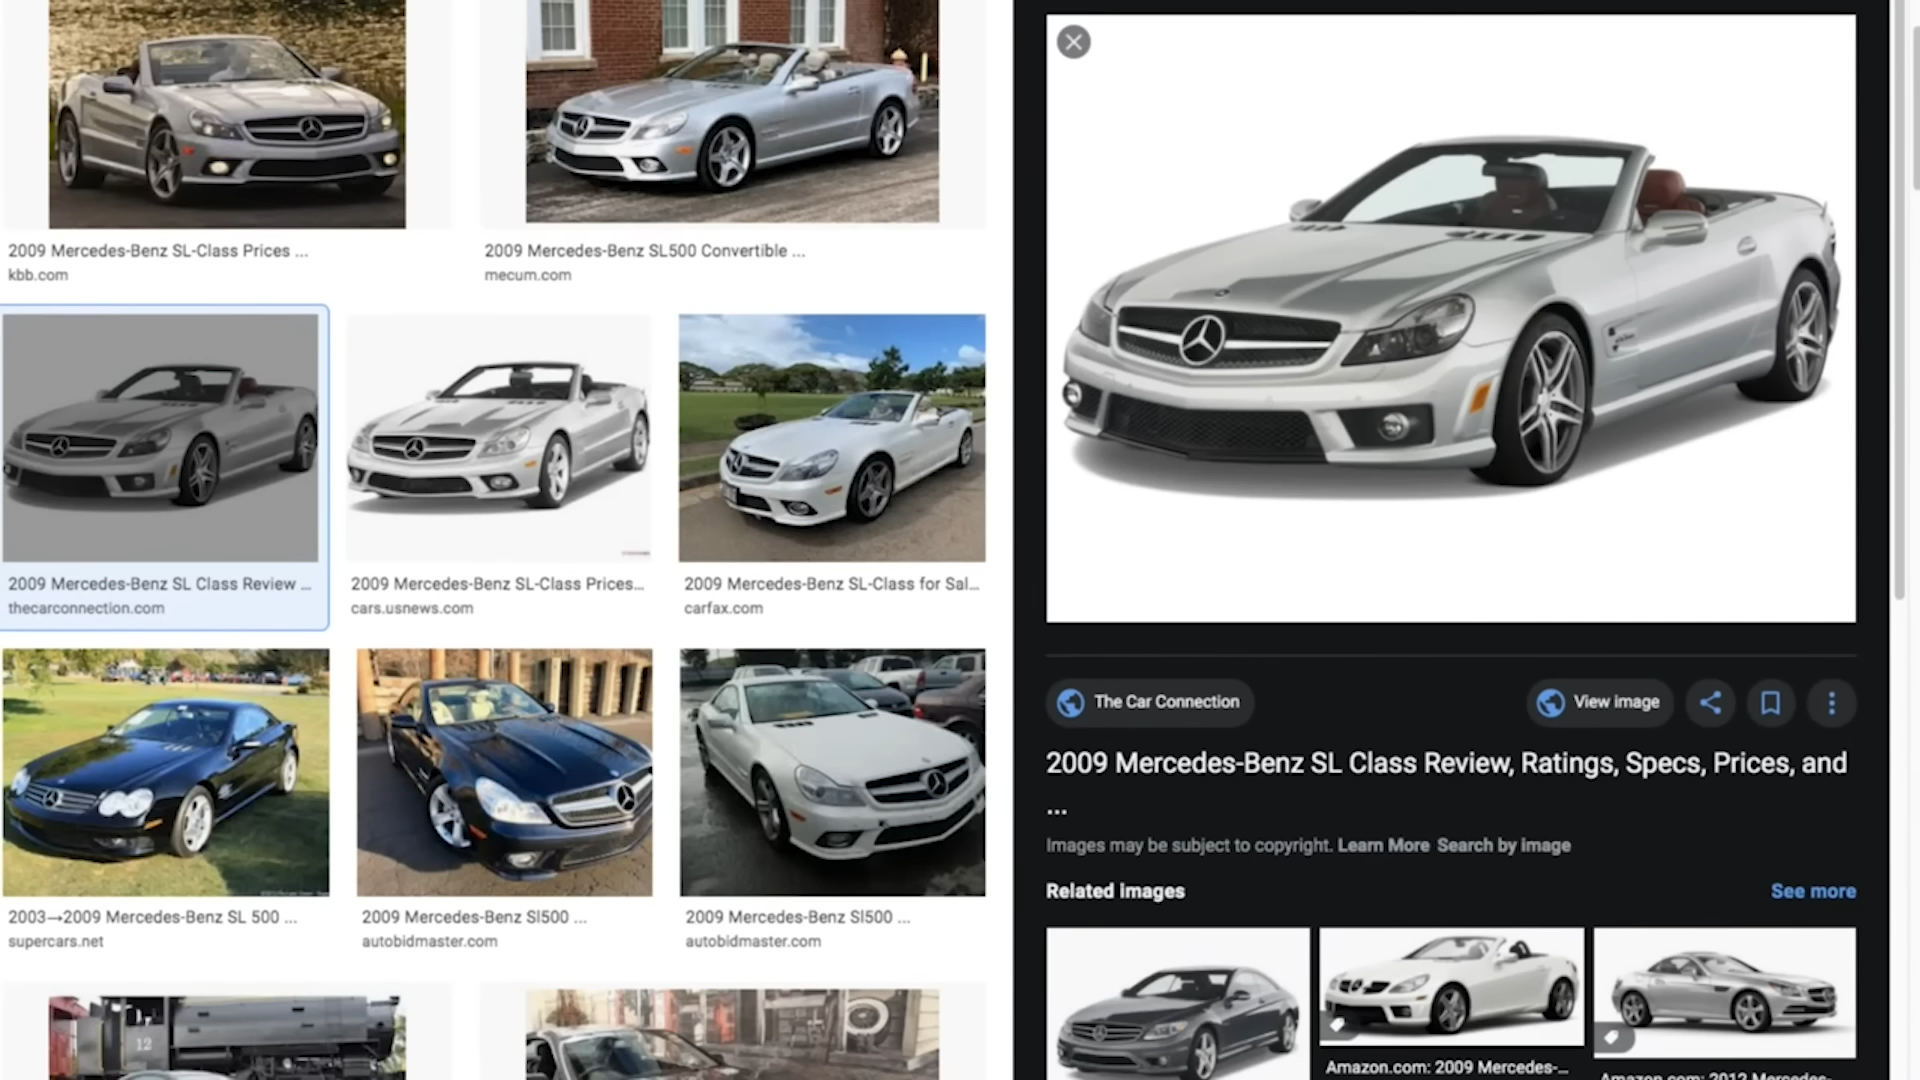 2009 Mercedes-Benz SL-Class Prices ...
kbb.com
2009 Mercedes-Benz SL500 Convertible ...
mecum.com
2009 Mercedes-Benz SL Class Review ...
thecarconnection.com
2009 Mercedes-Benz SL-Class Prices...
cars.usnews.com
2009 Mercedes-Benz SL-Class for Sal...
carfax.com
2003→2009 Mercedes-Benz SL 500 ...
supercars.net
2009 Mercedes-Benz Sl500 ...
autobidmaster.com
2009 Mercedes-Benz Sl500 ...
autobidmaster.com
12
The Car Connection
View image
2009 Mercedes-Benz SL Class Review, Ratings, Specs, Prices, and
...
Images may be subject to copyright. Learn More Search by image
Related images
See more
Amazon.com: 2009 Mercedes-...
Amazon.com: 2012 Mercedes-